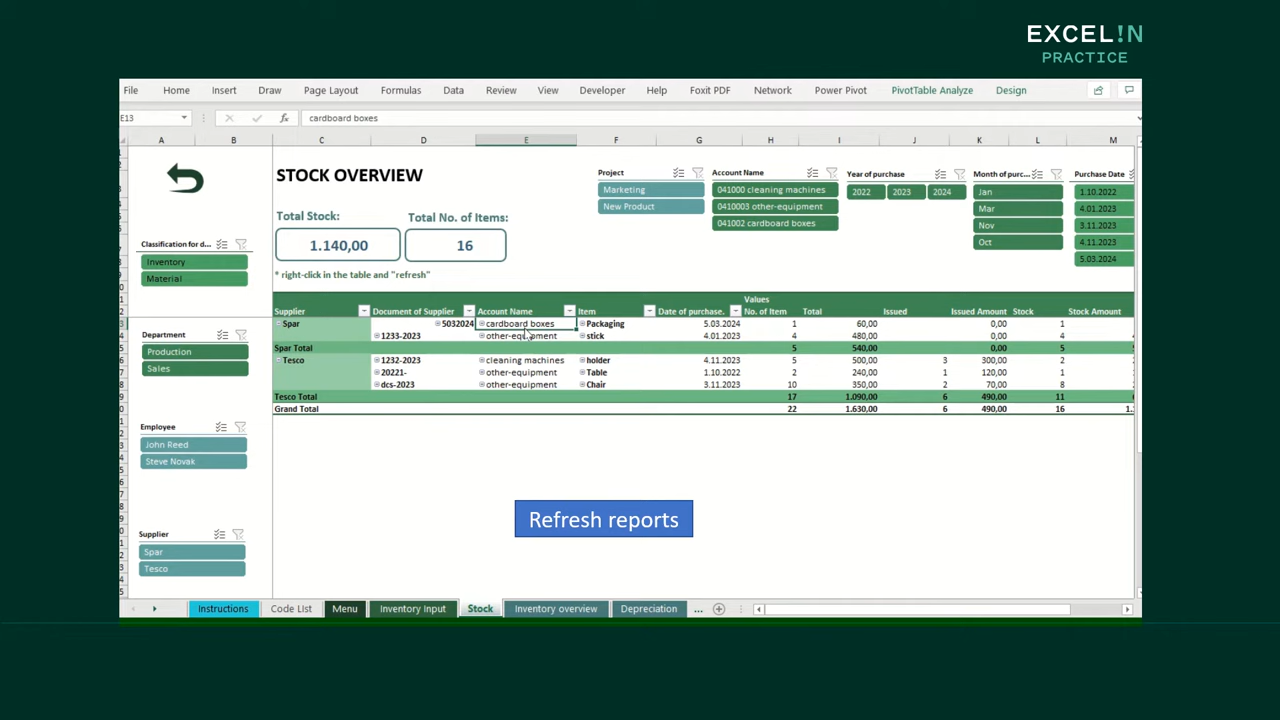 EXCEL!N
PRACTICE
File Home Insert Draw Page Layout Formulas Data Review View Developer Help Foxit PDF Network Power Pivot PivotTable Analyze Design
E13 fx cardboard boxes
A B C D E F G H I J K L M
STOCK OVERVIEW
Total Stock: Total No. of Items:
1.140,00 16
* right-click in the table and "refresh"
Project
Marketing
New Product
Account Name
041000 cleaning machines
0410003 other-equipment
041002 cardboard boxes
Year of purchase
2022 2023 2024
Month of purc...
Jan
Mar
Nov
Oct
Purchase Date
1.10.2022
4.01.2023
3.11.2023
4.11.2023
5.03.2024
Classification for d...
Inventory
Material
Department
Production
Sales
Employee
John Reed
Steve Novak
Supplier
Spar
Tesco
Values
Supplier Document of Supplier Account Name Item Date of purchase. No. of Item Total Issued Issued Amount Stock Stock Amount
Spar 5032024 cardboard boxes Packaging 5.03.2024 1 60,00 0,00 1
1233-2023 other-equipment stick 4.01.2023 4 480,00 0,00 4
Spar Total 5 540,00 0,00 5
Tesco 1232-2023 cleaning machines holder 4.11.2023 5 500,00 3 300,00 2
20221- other-equipment Table 1.10.2022 2 240,00 1 120,00 1
dcs-2023 other-equipment Chair 3.11.2023 10 350,00 2 70,00 8
Tesco Total 17 1.090,00 6 490,00 11
Grand Total 22 1.630,00 6 490,00 16
Refresh reports
Instructions Code LIst Menu Inventory Input Stock Inventory overview Depreciation ...